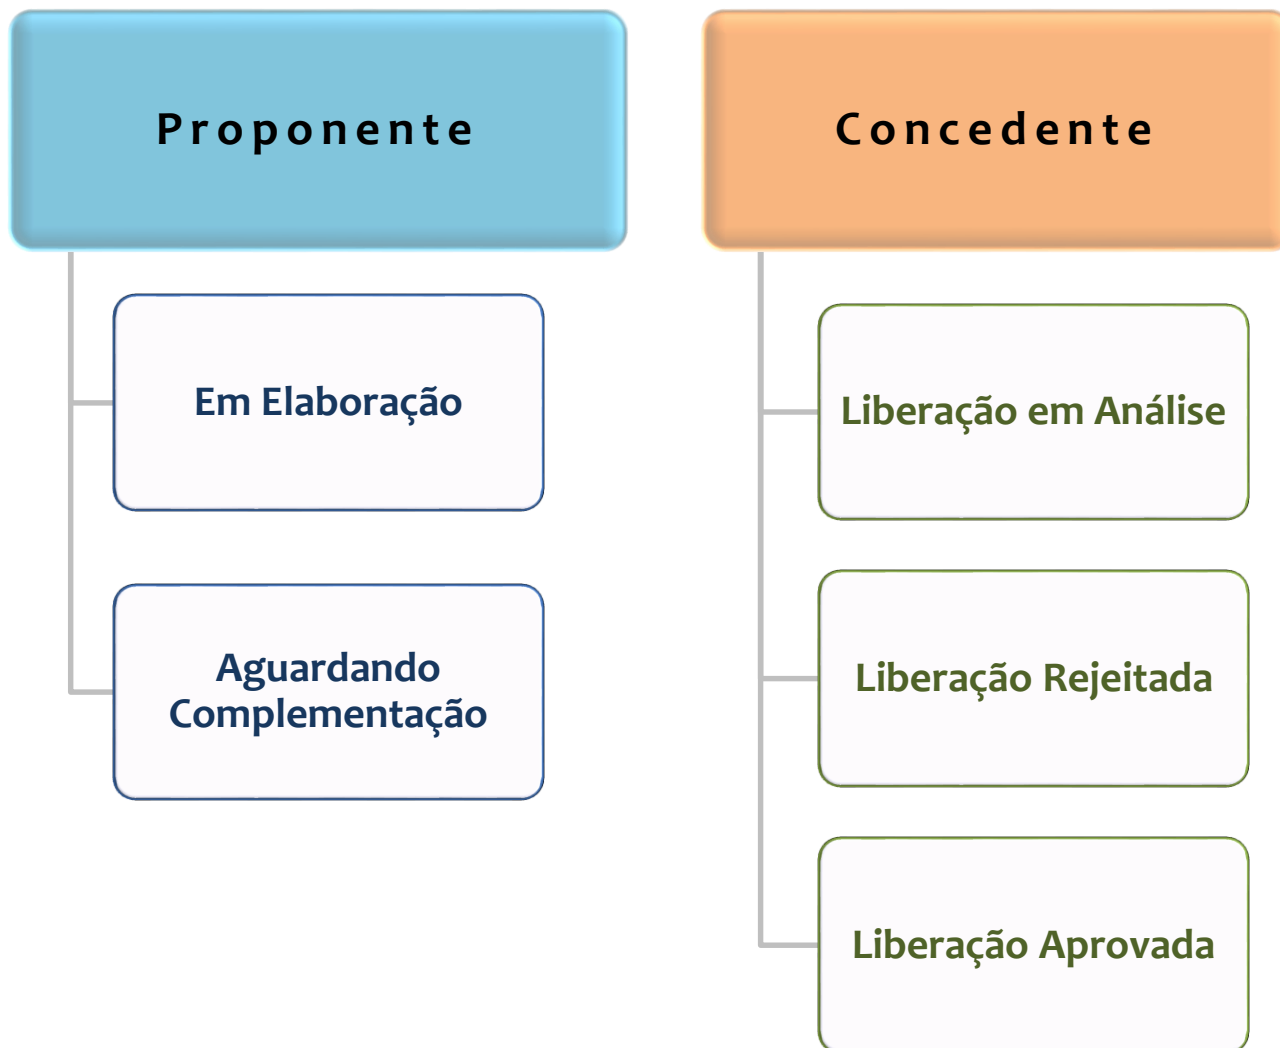 Proponente
Em Elaboração
Aguardando
Complementação
Concedente
Liberação em Análise
Liberação Rejeitada
Liberação Aprovada